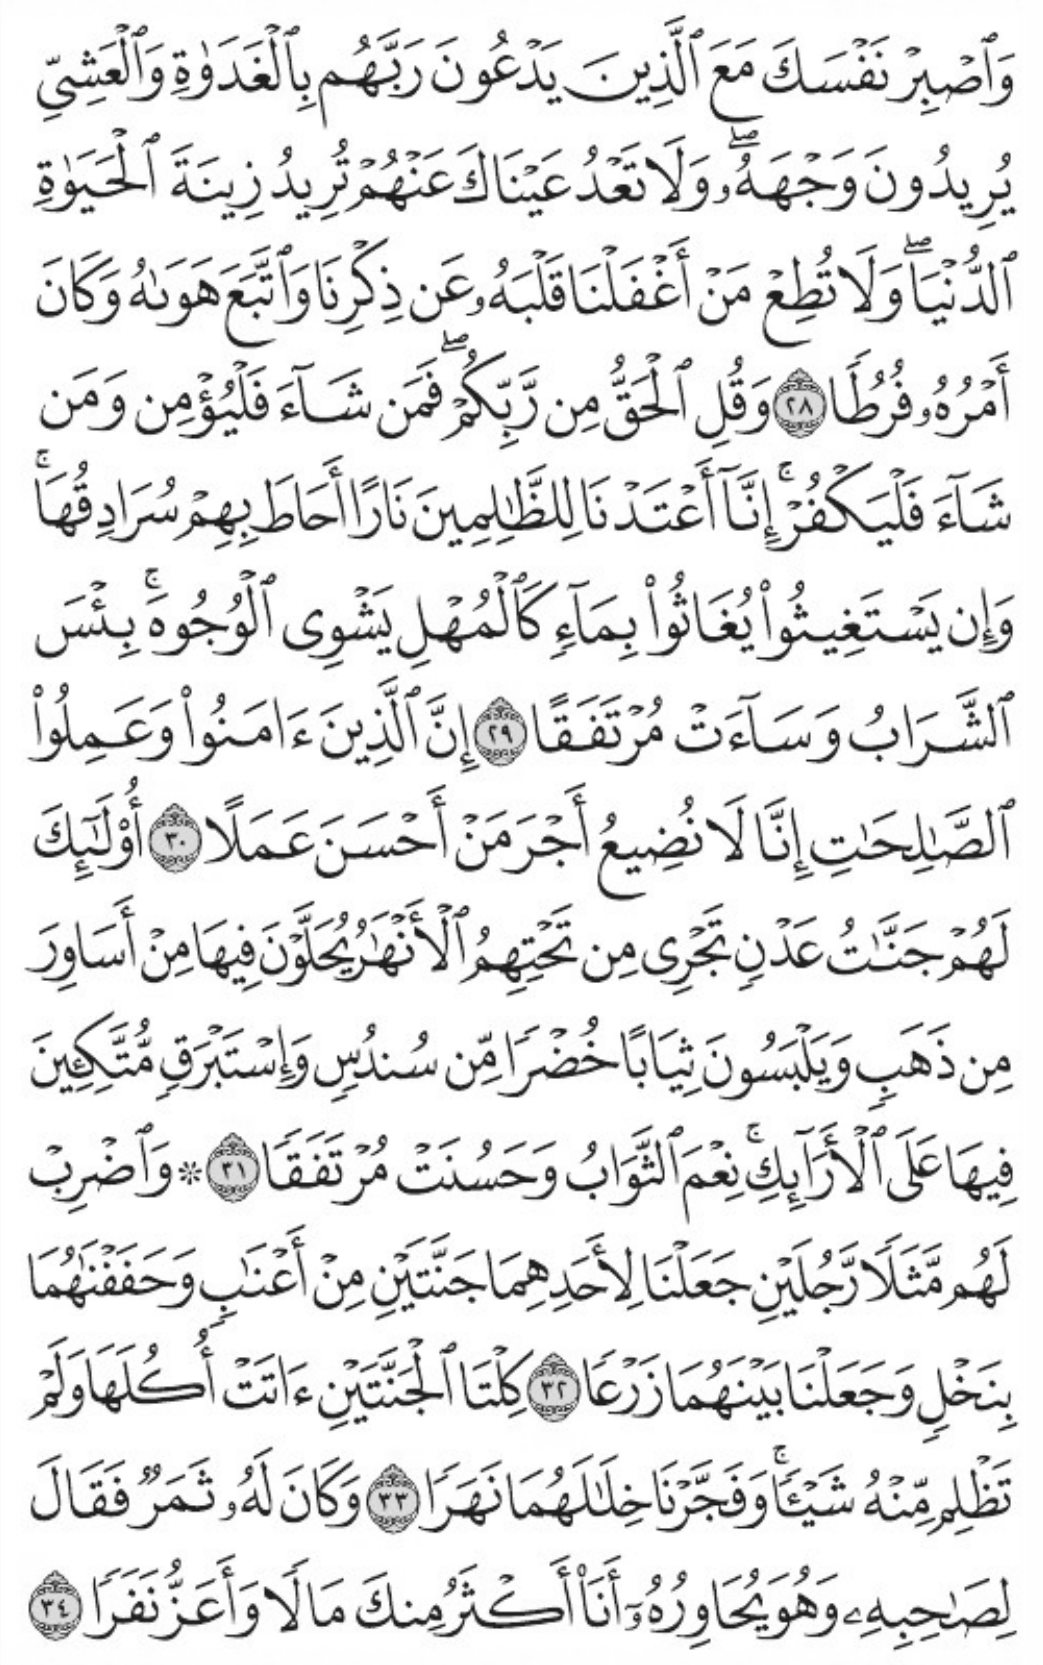 وَٱصْبِرْ نَفْسَكَ مَعَ ٱلَّذِينَ يَدْعُونَ رَبَّهُم بِٱلْغَدَوٰةِ وَٱلْعَشِىِّ
يُرِيدُونَ وَجْهَهُۥ ۖ وَلَا تَعْدُ عَيْنَاكَ عَنْهُمْ تُرِيدُ زِينَةَ ٱلْحَيَوٰةِ
ٱلدُّنْيَا ۖ وَلَا تُطِعْ مَنْ أَغْفَلْنَا قَلْبَهُۥ عَن ذِكْرِنَا وَٱتَّبَعَ هَوَىٰهُ وَكَانَ
أَمْرُهُۥ فُرُطًا ٢٨ وَقُلِ ٱلْحَقُّ مِن رَّبِّكُمْ ۖ فَمَن شَآءَ فَلْيُؤْمِن وَمَن
شَآءَ فَلْيَكْفُرْ ۚ إِنَّآ أَعْتَدْنَا لِلظَّٰلِمِينَ نَارًا أَحَاطَ بِهِمْ سُرَادِقُهَا ۚ
وَإِن يَسْتَغِيثُوا۟ يُغَاثُوا۟ بِمَآءٍ كَٱلْمُهْلِ يَشْوِى ٱلْوُجُوهَ ۚ بِئْسَ
ٱلشَّرَابُ وَسَآءَتْ مُرْتَفَقًا ٢٩ إِنَّ ٱلَّذِينَ ءَامَنُوا۟ وَعَمِلُوا۟
ٱلصَّٰلِحَٰتِ إِنَّا لَا نُضِيعُ أَجْرَ مَنْ أَحْسَنَ عَمَلًا ٣٠ أُو۟لَٰٓئِكَ
لَهُمْ جَنَّٰتُ عَدْنٍ تَجْرِى مِن تَحْتِهِمُ ٱلْأَنْهَٰرُ يُحَلَّوْنَ فِيهَا مِنْ أَسَاوِرَ
مِن ذَهَبٍ وَيَلْبَسُونَ ثِيَابًا خُضْرًا مِّن سُندُسٍ وَإِسْتَبْرَقٍ مُّتَّكِـِٔينَ
فِيهَا عَلَى ٱلْأَرَآئِكِ ۚ نِعْمَ ٱلثَّوَابُ وَحَسُنَتْ مُرْتَفَقًا ٣١ * وَٱضْرِبْ
لَهُم مَّثَلًا رَّجُلَيْنِ جَعَلْنَا لِأَحَدِهِمَا جَنَّتَيْنِ مِنْ أَعْنَٰبٍ وَحَفَفْنَٰهُمَا
بِنَخْلٍ وَجَعَلْنَا بَيْنَهُمَا زَرْعًا ٣٢ كِلْتَا ٱلْجَنَّتَيْنِ ءَاتَتْ أُكُلَهَا وَلَمْ
تَظْلِم مِّنْهُ شَيْـًٔا ۚ وَفَجَّرْنَا خِلَٰلَهُمَا نَهَرًا ٣٣ وَكَانَ لَهُۥ ثَمَرٌ فَقَالَ
لِصَٰحِبِهِۦ وَهُوَ يُحَاوِرُهُۥٓ أَنَا۠ أَكْثَرُ مِنكَ مَالًا وَأَعَزُّ نَفَرًا ٣٤